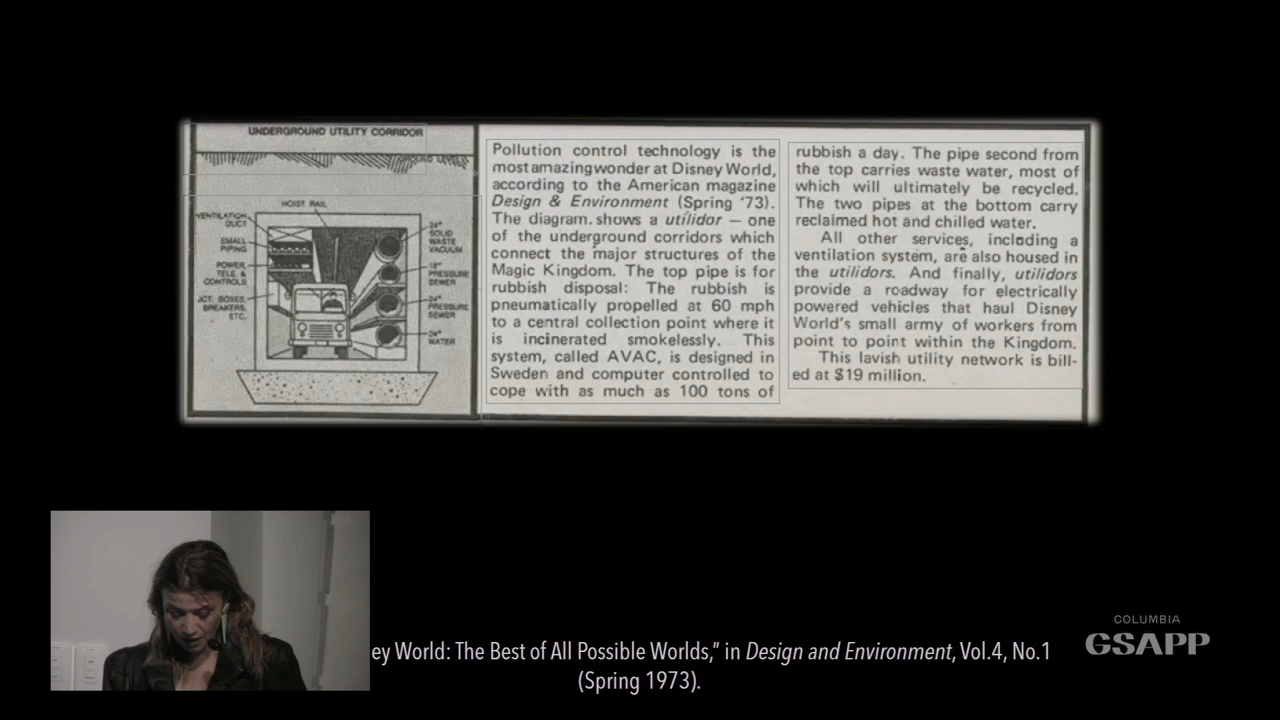 UNDERGROUND UTILITY CORRIDOR
GROUND LEVEL
HOIST RAIL
VENTILATION
DUCT
SMALL
PIPING
POWER,
TELE. &
CONTROLS
JCT. BOXES,
BREAKERS,
ETC.
24"
SOLID
WASTE
VACUUM
PRESSURE
SEWER
24"
PRESSURE
SEWER
24"
WATER
Pollution control technology is the
most amazing wonder at Disney World,
according to the American magazine
Design & Environment (Spring '73).
The diagram shows a utilidor — one
of the underground corridors which
connect the major structures of the
Magic Kingdom. The top pipe is for
rubbish disposal: The rubbish is
pneumatically propelled at 60 mph
to a central collection point where it
is incinerated smokelessly. This
system, called AVAC, is designed in
Sweden and computer controlled to
cope with as much as 100 tons of
rubbish a day. The pipe second from
the top carries waste water, most of
which will ultimately be recycled.
The two pipes at the bottom carry
reclaimed hot and chilled water.
All other services, including a
ventilation system, are also housed in
the utilidors. And finally, utilidors
provide a roadway for electrically
powered vehicles that haul Disney
World's small army of workers from
point to point within the Kingdom.
This lavish utility network is bill-
ed at $19 million.
ey World: The Best of All Possible Worlds," in Design and Environment, Vol.4, No.1
(Spring 1973).
COLUMBIA
GSAPP